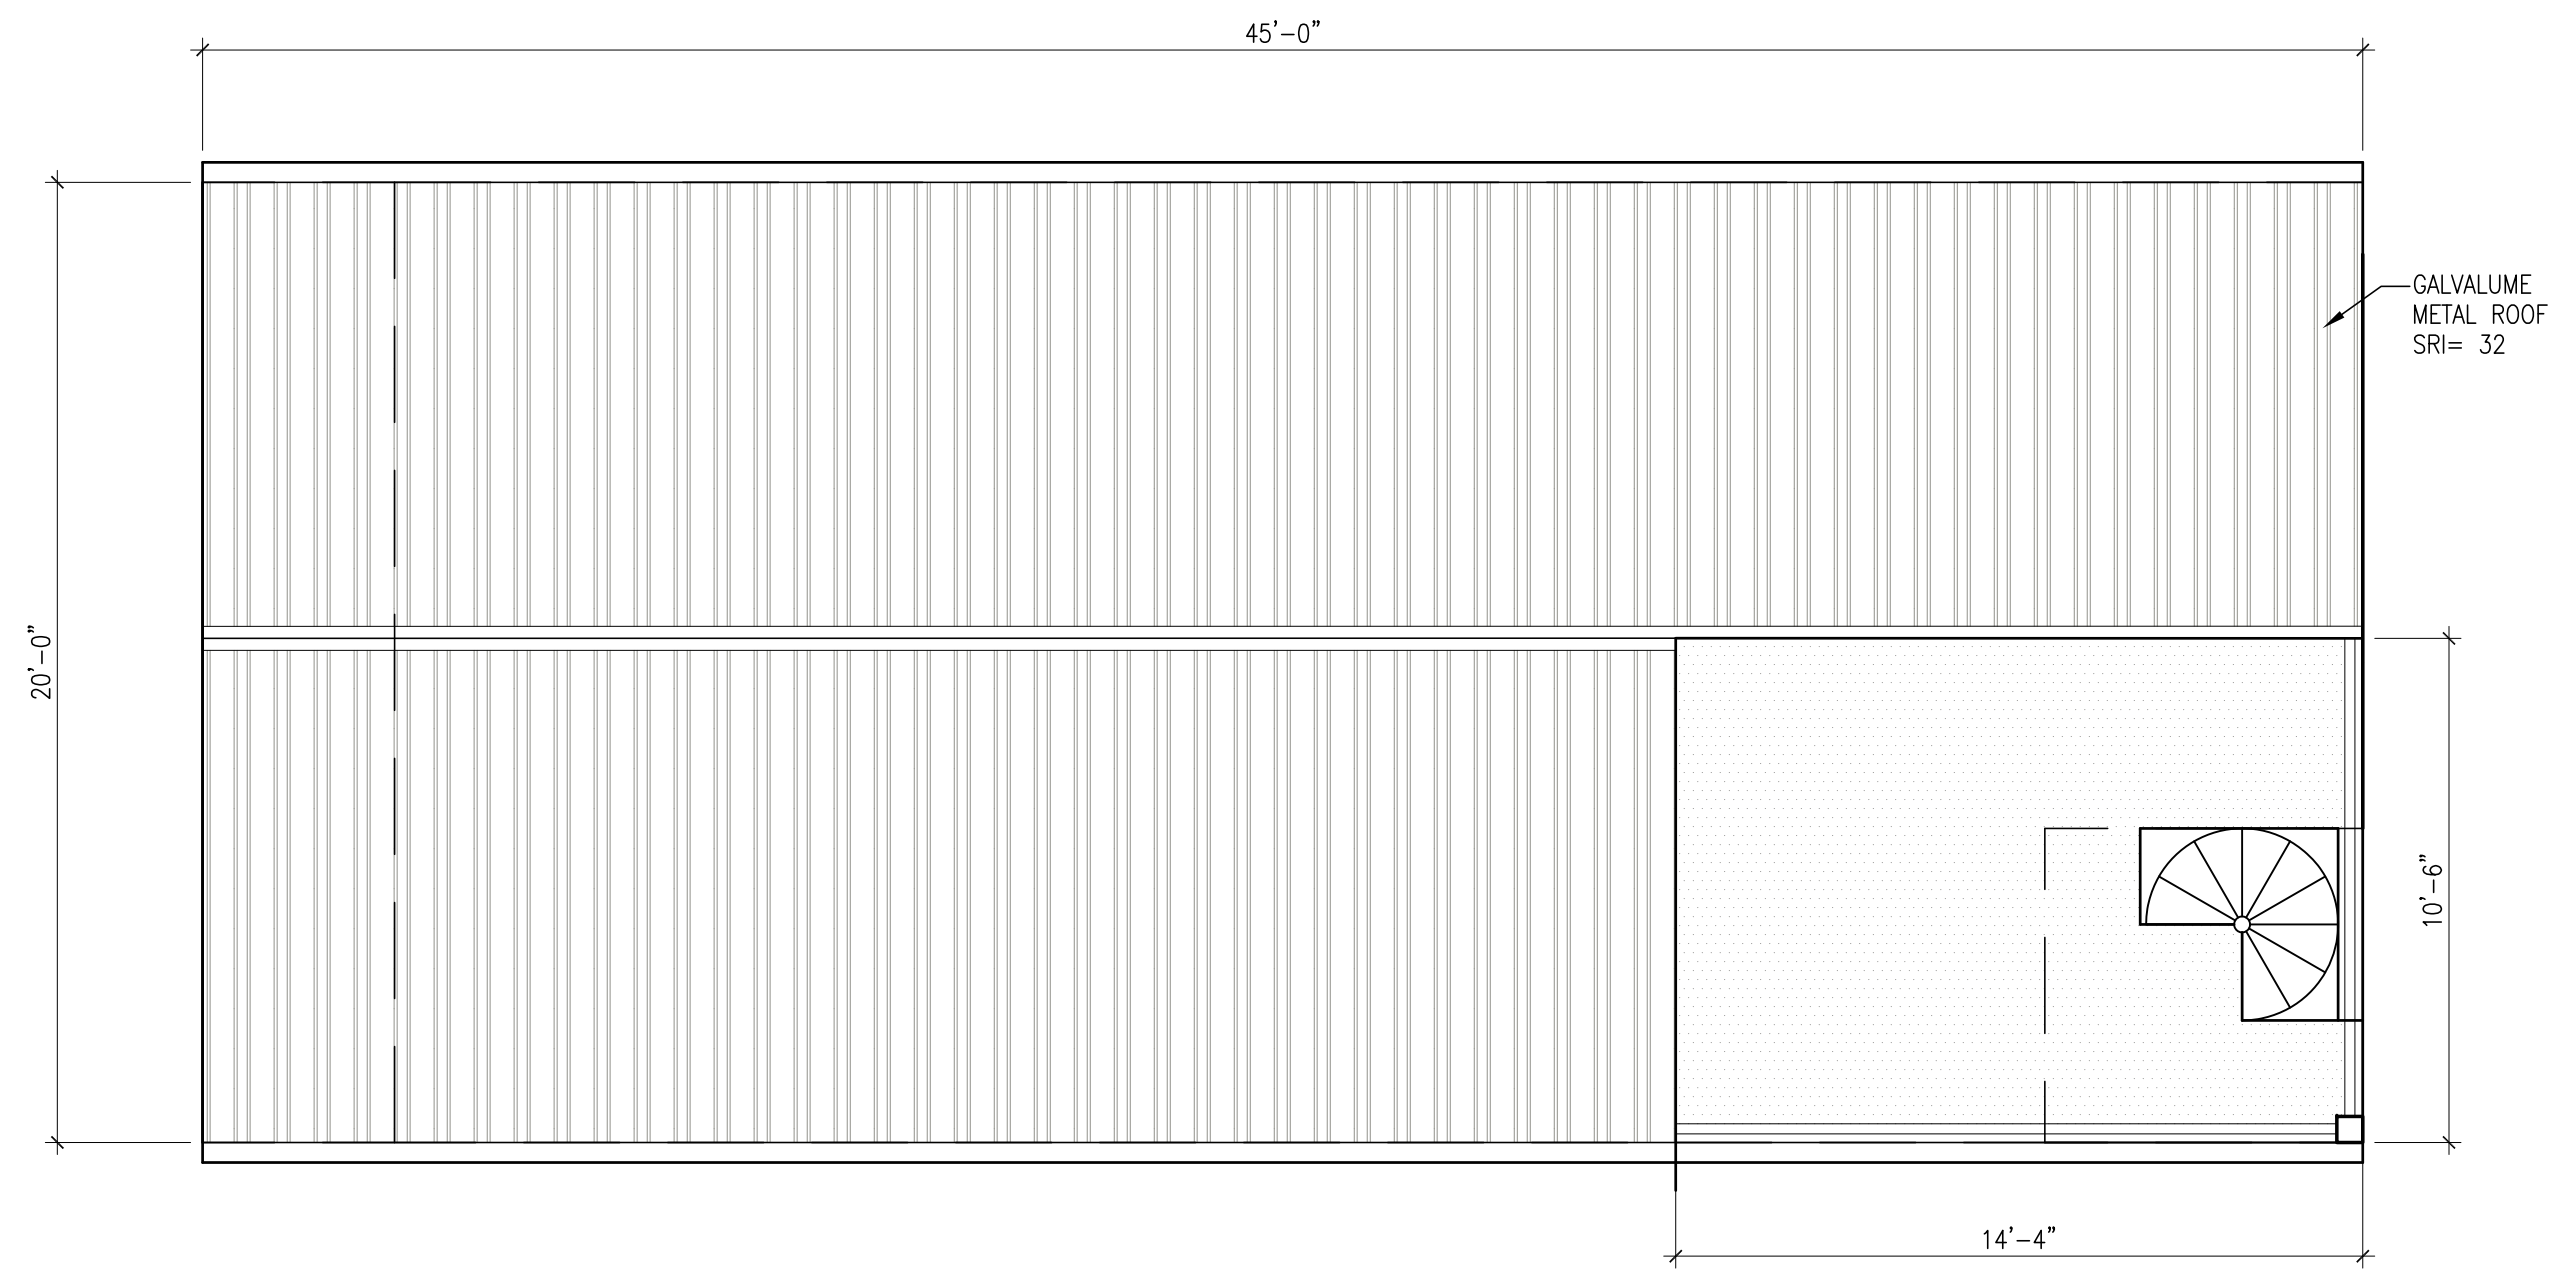 45'-0"
GALVALUME
METAL ROOF
SRI= 32
20'-0"
10'-6"
14'-4"